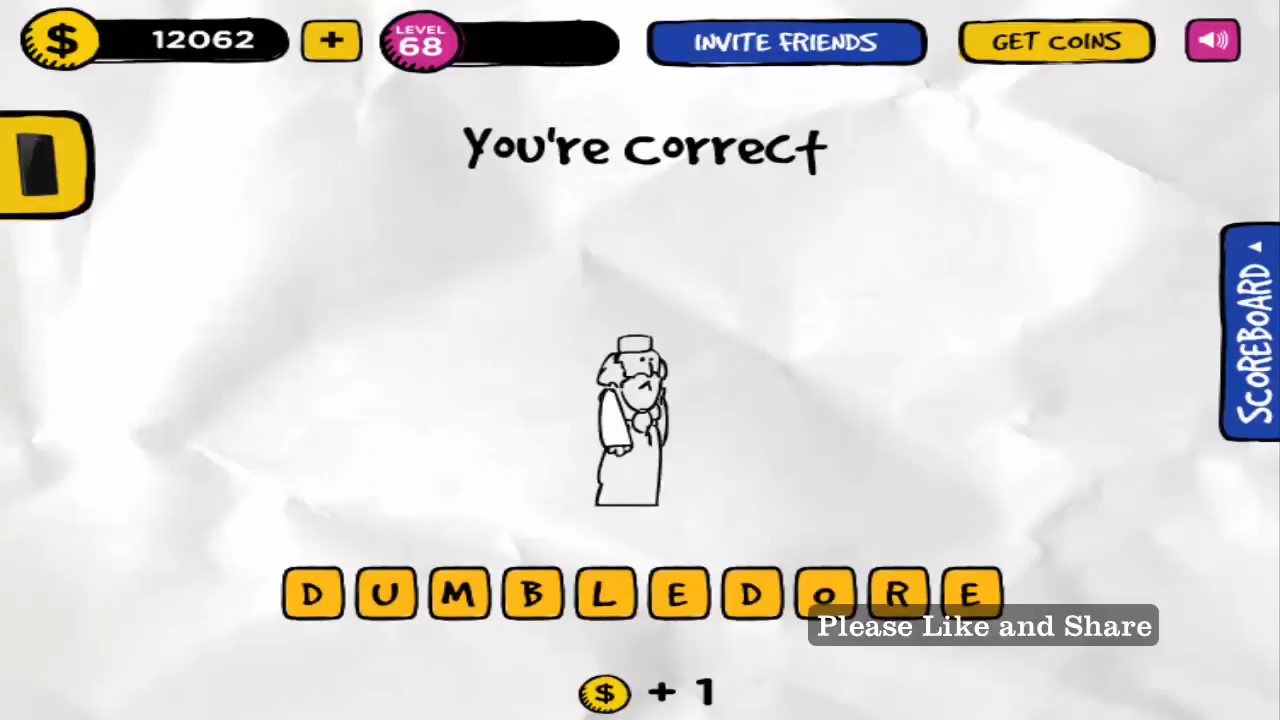 $ 12062 + LEVEL 68 INVITE FRIENDS GET COINS
You're correct
SCOREBOARD
DUMBLEDORE
Please Like and Share
$ + 1